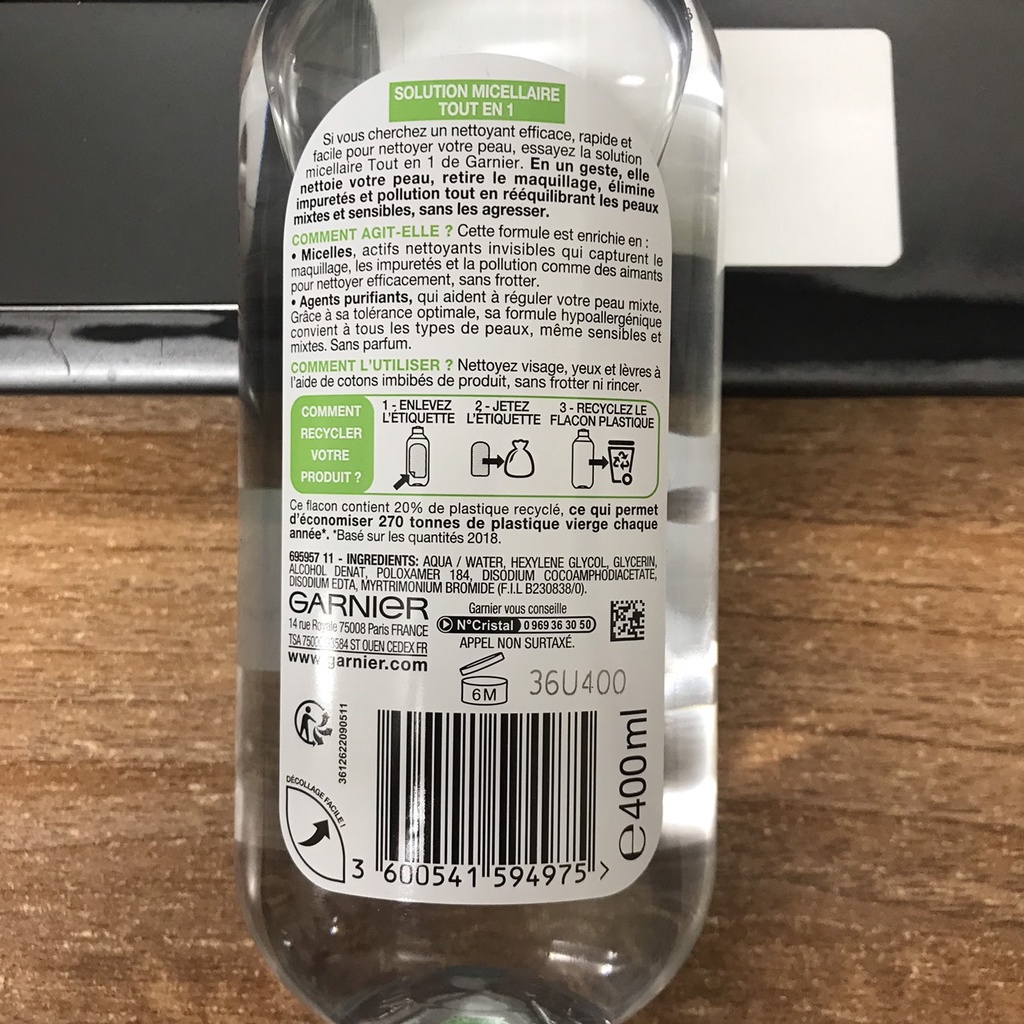 SOLUTION MICELLAIRE
TOUT EN 1
Si vous cherchez un nettoyant efficace, rapide et
facile pour nettoyer votre peau, essayez la solution
micellaire Tout en 1 de Garnier. En un geste, elle
nettoie votre peau, retire le maquillage, élimine
impuretés et pollution tout en rééquilibrant les peaux
mixtes et sensibles, sans les agresser.
COMMENT AGIT-ELLE ? Cette formule est enrichie en :
• Micelles, actifs nettoyants invisibles qui capturent le
maquillage, les impuretés et la pollution comme des aimants
pour nettoyer efficacement, sans frotter.
• Agents purifiants, qui aident à réguler votre peau mixte.
Grâce à sa tolérance optimale, sa formule hypoallergénique
convient à tous les types de peaux, même sensibles et
mixtes. Sans parfum.
COMMENT L'UTILISER ? Nettoyez visage, yeux et lèvres à
l'aide de cotons imbibés de produit, sans frotter ni rincer.
COMMENT
RECYCLER
VOTRE
PRODUIT ?
1 - ENLEVEZ
L'ÉTIQUETTE
2 - JETEZ
L'ÉTIQUETTE
3 - RECYCLEZ LE
FLACON PLASTIQUE
Ce flacon contient 20% de plastique recyclé, ce qui permet
d'économiser 270 tonnes de plastique vierge chaque
année*. *Basé sur les quantités 2018.
695957 11 - INGREDIENTS: AQUA / WATER, HEXYLENE GLYCOL, GLYCERIN,
ALCOHOL DENAT, POLOXAMER 184, DISODIUM COCOAMPHODIACETATE,
DISODIUM EDTA, MYRTRIMONIUM BROMIDE (F.I.L B230838/0).
GARNIER
14 rue Royale 75008 Paris FRANCE
ST OUEN CEDEX FR
www.garnier.com
Garnier vous conseille
N°Cristal 0 969 36 30 50
APPEL NON SURTAXÉ.
6M
36U400
3612622090511
DÉCOLLAGE FACILE !
3 600541 594975 >
e 400 ml